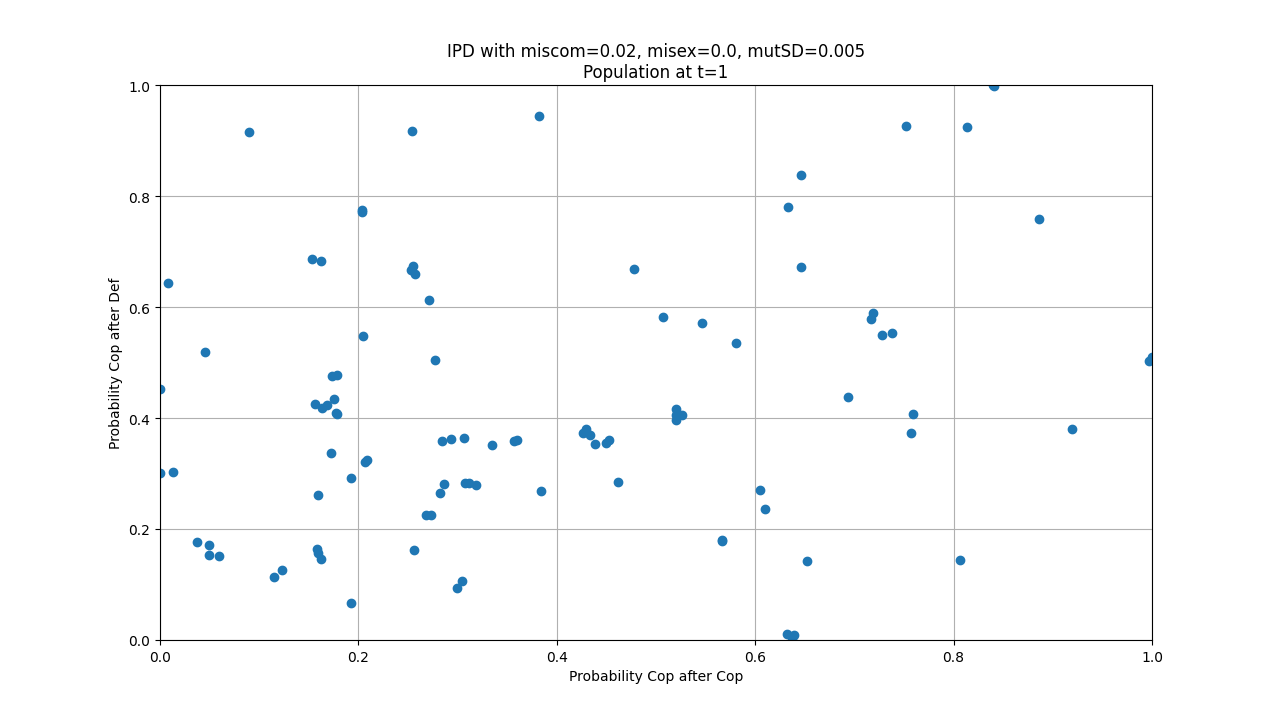 IPD with miscom=0.02, misex=0.0, mutSD=0.005
Population at t=1
1.0
0.8
0.6
0.4
0.2
0.0
Probability Cop after Def
0.0 0.2 0.4 0.6 0.8 1.0
Probability Cop after Cop